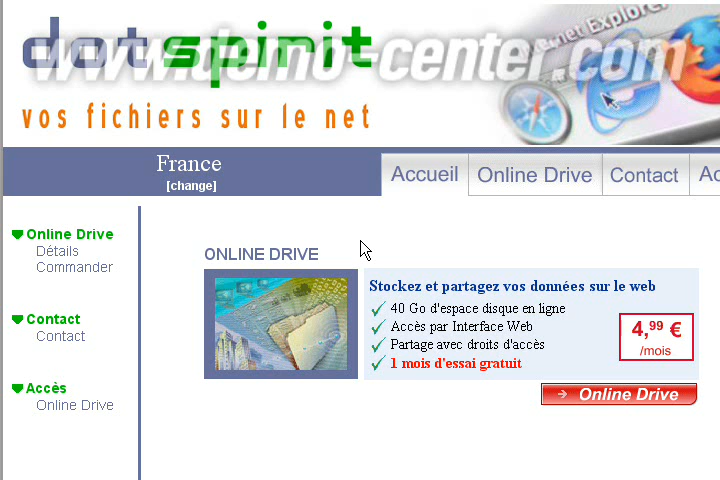 dotspirit
www.demo-center.com
Internet Explorer
vos fichiers sur le net
France
[change]
Accueil
Online Drive
Contact
Online Drive
Détails
Commander
Contact
Contact
Accès
Online Drive
ONLINE DRIVE
Stockez et partagez vos données sur le web
40 Go d'espace disque en ligne
Accès par Interface Web
Partage avec droits d'accès
1 mois d'essai gratuit
4,99 €
/mois
Online Drive